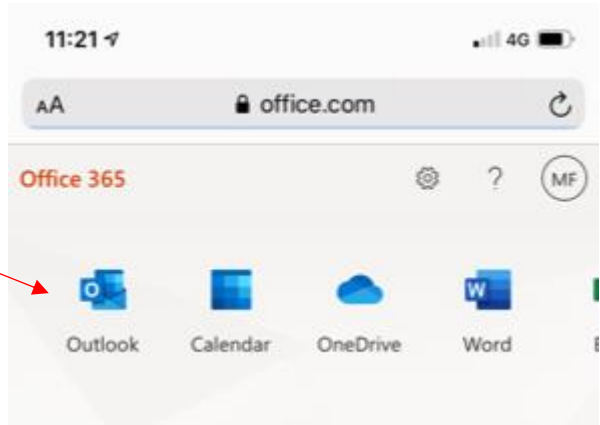 11:21 4G
AA office.com
Office 365 ? MF
O W
Outlook Calendar OneDrive Word